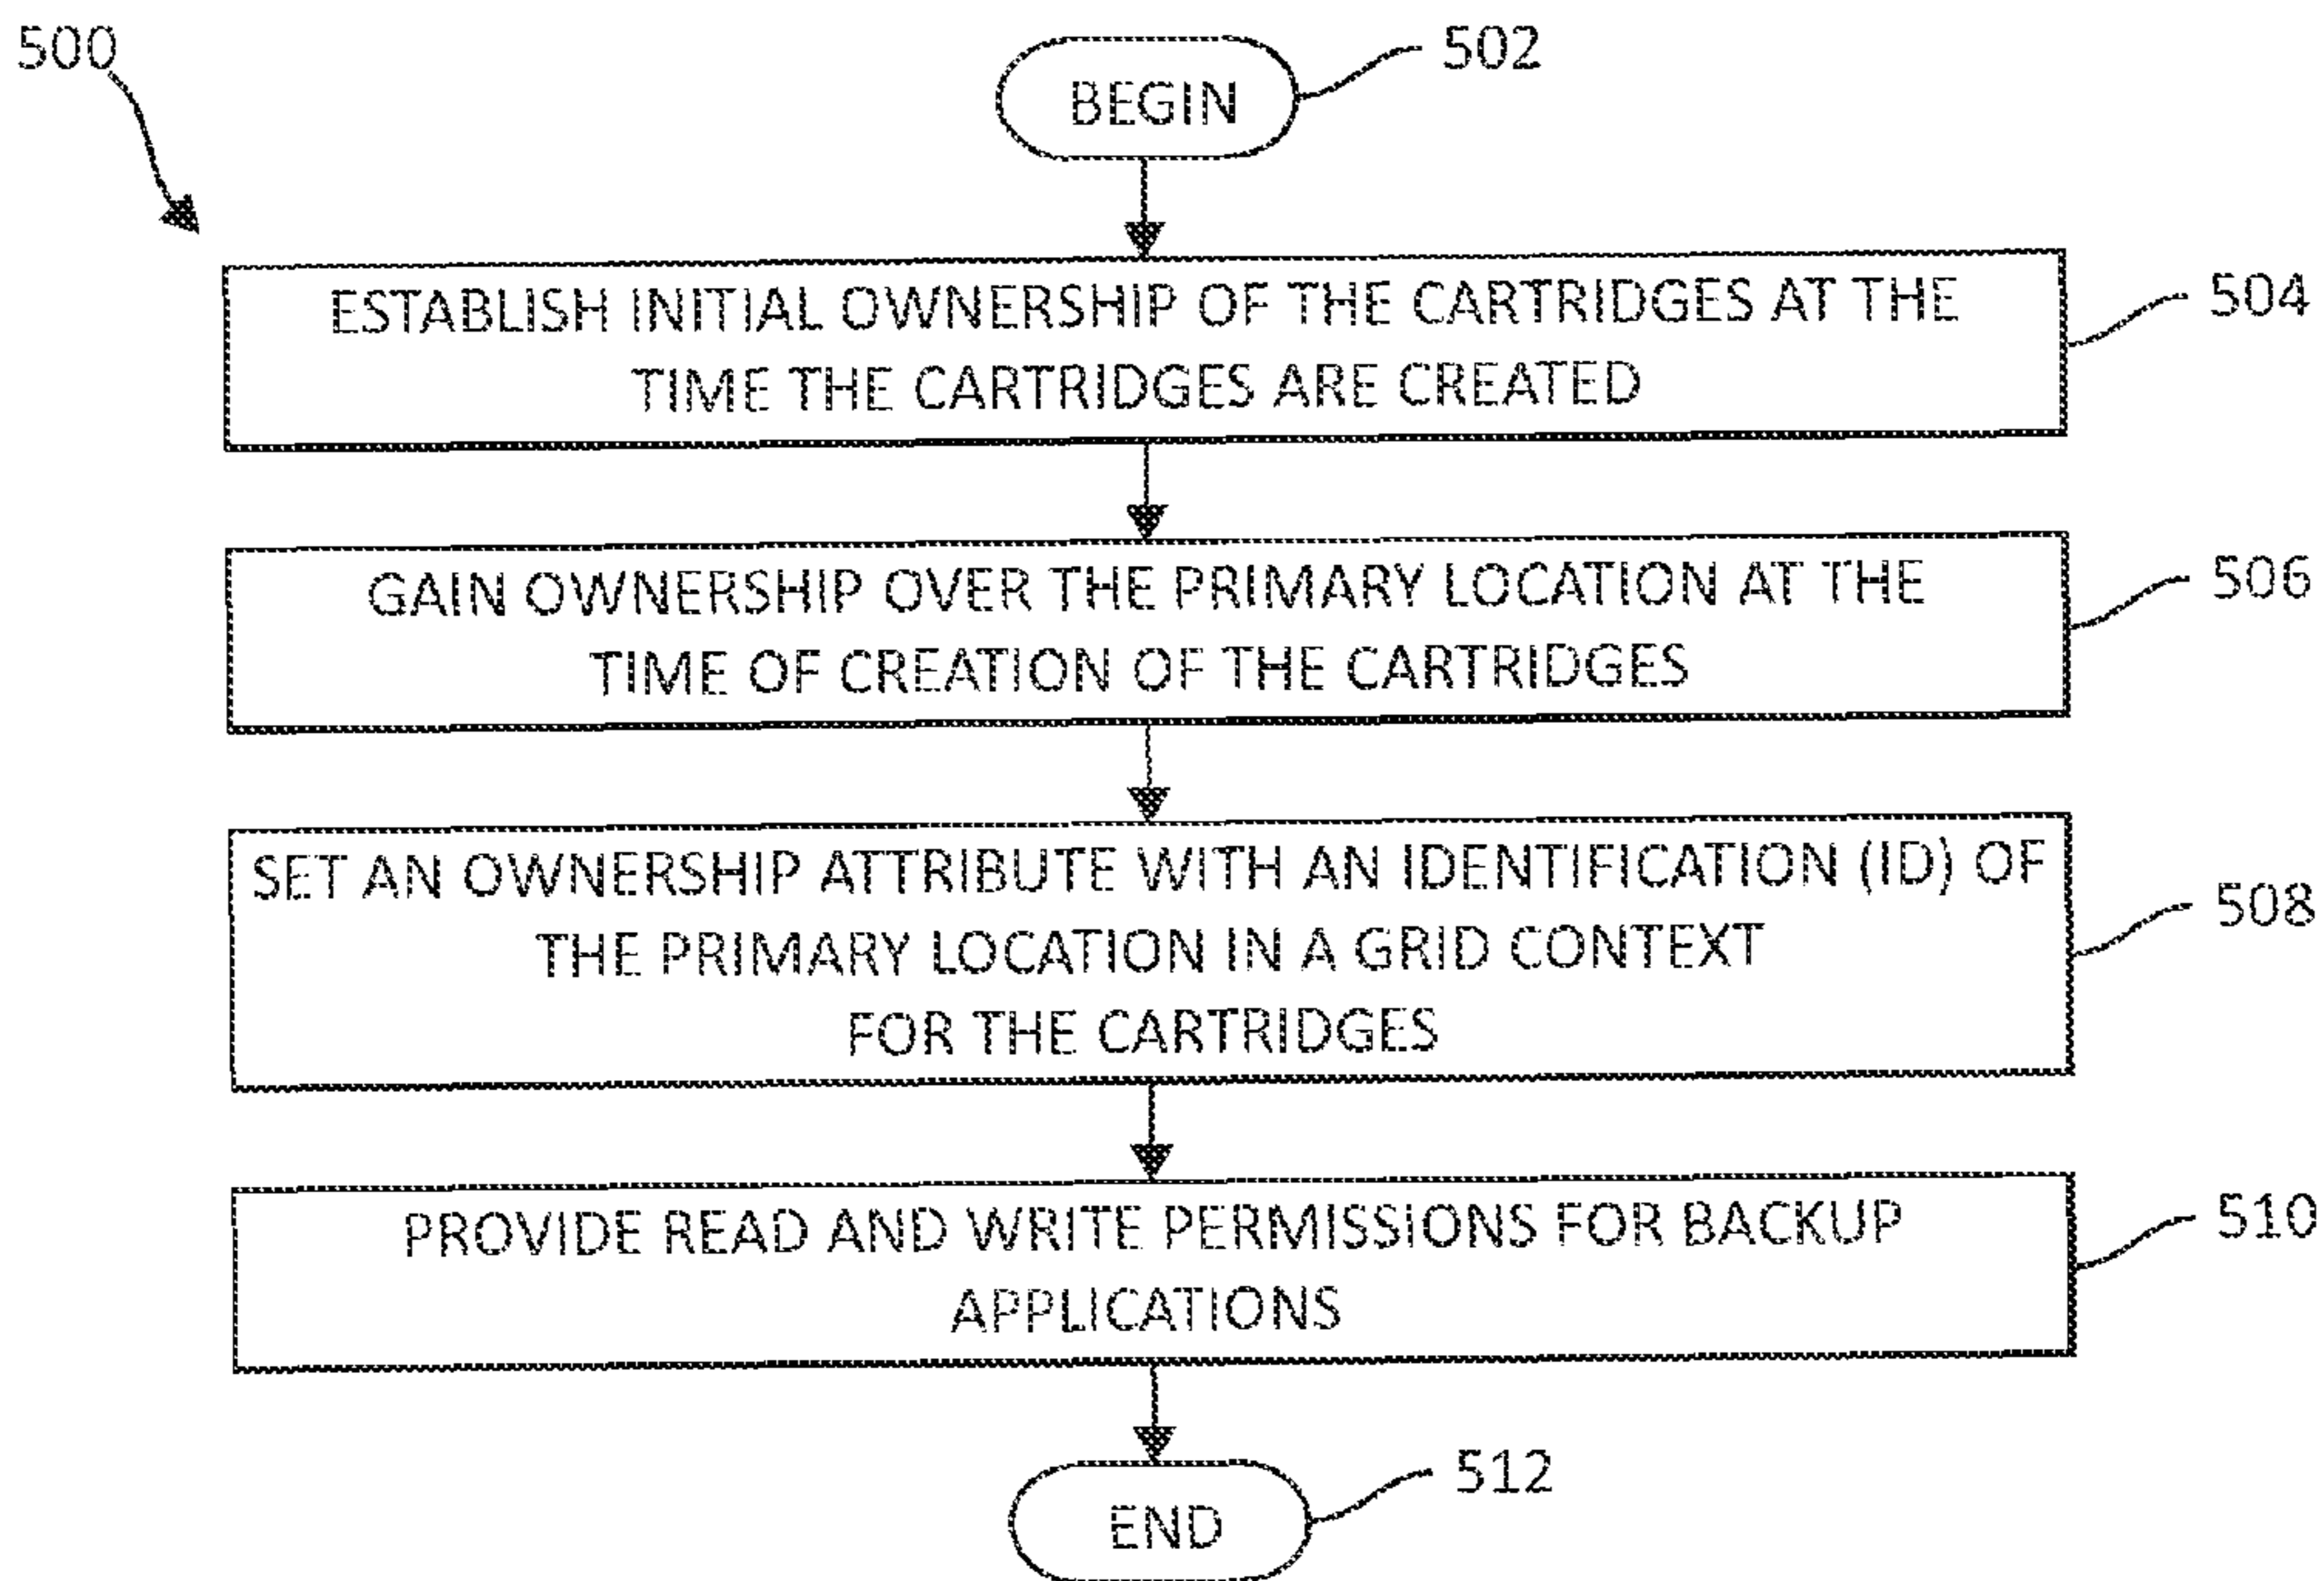 500
BEGIN
502
ESTABLISH INITIAL OWNERSHIP OF THE CARTRIDGES AT THE
TIME THE CARTRIDGES ARE CREATED
504
GAIN OWNERSHIP OVER THE PRIMARY LOCATION AT THE
TIME OF CREATION OF THE CARTRIDGES
506
SET AN OWNERSHIP ATTRIBUTE WITH AN IDENTIFICATION (ID) OF
THE PRIMARY LOCATION IN A GRID CONTEXT
FOR THE CARTRIDGES
508
PROVIDE READ AND WRITE PERMISSIONS FOR BACKUP
APPLICATIONS
510
END
512